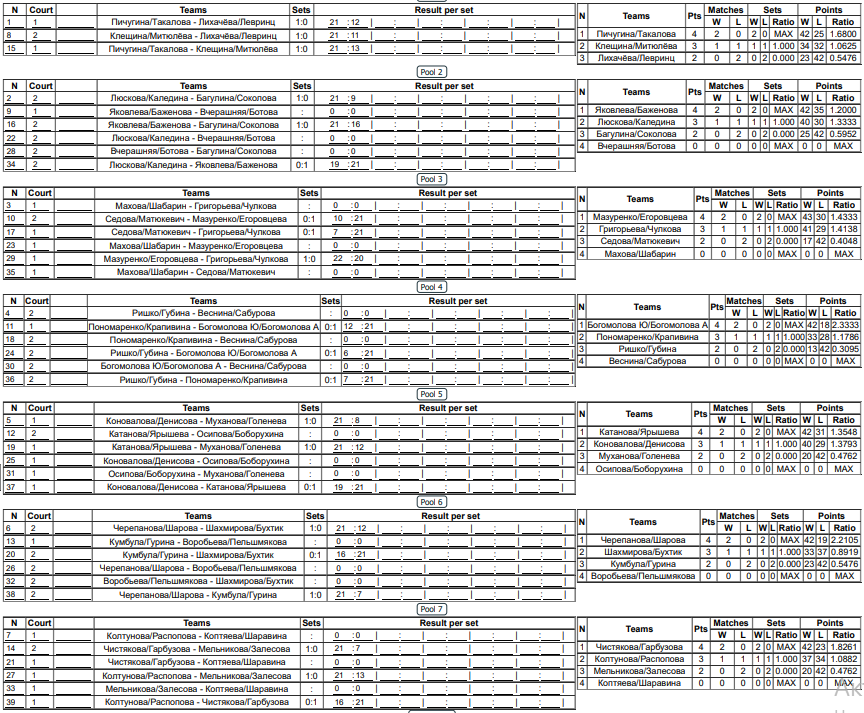 N Court Teams Sets Result per set
1 1 Пичугина/Такалова - Лихачёва/Левринц 1:0 21 :12
8 2 Клещина/Митюлёва - Лихачёва/Левринц 1:0 21 :11
15 1 Пичугина/Такалова - Клещина/Митюлёва 1:0 21 :13
N Teams Pts Matches Sets Points
W L W L Ratio W L Ratio
1 Пичугина/Такалова 4 2 0 2 0 MAX 42 25 1.6800
2 Клещина/Митюлёва 3 1 1 1 1 1.000 34 32 1.0625
3 Лихачёва/Левринц 2 0 2 0 2 0.000 23 42 0.5476
Pool 2
N Court Teams Sets Result per set
2 2 Люскова/Каледина - Багулина/Соколова 1:0 21 :9
9 1 Яковлева/Баженова - Вчерашняя/Ботова : 0 :0
16 2 Яковлева/Баженова - Багулина/Соколова 1:0 21 :16
22 2 Люскова/Каледина - Вчерашняя/Ботова : 0 :0
28 2 Вчерашняя/Ботова - Багулина/Соколова : 0 :0
34 2 Люскова/Каледина - Яковлева/Баженова 0:1 19 :21
N Teams Pts Matches Sets Points
W L W L Ratio W L Ratio
1 Яковлева/Баженова 4 2 0 2 0 MAX 42 35 1.2000
2 Люскова/Каледина 3 1 1 1 1 1.000 40 30 1.3333
3 Багулина/Соколова 2 0 2 0 2 0.000 25 42 0.5952
4 Вчерашняя/Ботова 0 0 0 0 0 MAX 0 0 MAX
Pool 3
N Court Teams Sets Result per set
3 1 Махова/Шабарин - Григорьева/Чулкова : 0 :0
10 2 Седова/Матюкевич - Мазуренко/Егоровцева 0:1 10 :21
17 1 Седова/Матюкевич - Григорьева/Чулкова 0:1 7 :21
23 1 Махова/Шабарин - Мазуренко/Егоровцева : 0 :0
29 1 Мазуренко/Егоровцева - Григорьева/Чулкова 1:0 22 :20
35 1 Махова/Шабарин - Седова/Матюкевич : 0 :0
N Teams Pts Matches Sets Points
W L W L Ratio W L Ratio
1 Мазуренко/Егоровцева 4 2 0 2 0 MAX 43 30 1.4333
2 Григорьева/Чулкова 3 1 1 1 1 1.000 41 29 1.4138
3 Седова/Матюкевич 2 0 2 0 2 0.000 17 42 0.4048
4 Махова/Шабарин 0 0 0 0 0 MAX 0 0 MAX
Pool 4
N Court Teams Sets Result per set
4 2 Ришко/Губина - Веснина/Сабурова : 0 :0
11 1 Пономаренко/Крапивина - Богомолова Ю/Богомолова А 0:1 12 :21
18 2 Пономаренко/Крапивина - Веснина/Сабурова : 0 :0
24 2 Ришко/Губина - Богомолова Ю/Богомолова А 0:1 6 :21
30 2 Богомолова Ю/Богомолова А - Веснина/Сабурова : 0 :0
36 2 Ришко/Губина - Пономаренко/Крапивина 0:1 7 :21
N Teams Pts Matches Sets Points
W L W L Ratio W L Ratio
1 Богомолова Ю/Богомолова А 4 2 0 2 0 MAX 42 18 2.3333
2 Пономаренко/Крапивина 3 1 1 1 1 1.000 33 28 1.1786
3 Ришко/Губина 2 0 2 0 2 0.000 13 42 0.3095
4 Веснина/Сабурова 0 0 0 0 0 MAX 0 0 MAX
Pool 5
N Court Teams Sets Result per set
5 1 Коновалова/Денисова - Муханова/Голенева 1:0 21 :8
12 2 Катанова/Ярышева - Осипова/Боборухина : 0 :0
19 1 Катанова/Ярышева - Муханова/Голенева 1:0 21 :12
25 1 Коновалова/Денисова - Осипова/Боборухина : 0 :0
31 1 Осипова/Боборухина - Муханова/Голенева : 0 :0
37 1 Коновалова/Денисова - Катанова/Ярышева 0:1 19 :21
N Teams Pts Matches Sets Points
W L W L Ratio W L Ratio
1 Катанова/Ярышева 4 2 0 2 0 MAX 42 31 1.3548
2 Коновалова/Денисова 3 1 1 1 1 1.000 40 29 1.3793
3 Муханова/Голенева 2 0 2 0 2 0.000 20 42 0.4762
4 Осипова/Боборухина 0 0 0 0 0 MAX 0 0 MAX
Pool 6
N Court Teams Sets Result per set
6 2 Черепанова/Шарова - Шахмирова/Бухтик 1:0 21 :12
13 1 Кумбула/Гурина - Воробьева/Пельшмякова : 0 :0
20 2 Кумбула/Гурина - Шахмирова/Бухтик 0:1 16 :21
26 2 Черепанова/Шарова - Воробьева/Пельшмякова : 0 :0
32 2 Воробьева/Пельшмякова - Шахмирова/Бухтик : 0 :0
38 2 Черепанова/Шарова - Кумбула/Гурина 1:0 21 :7
N Teams Pts Matches Sets Points
W L W L Ratio W L Ratio
1 Черепанова/Шарова 4 2 0 2 0 MAX 42 19 2.2105
2 Шахмирова/Бухтик 3 1 1 1 1 1.000 33 37 0.8919
3 Кумбула/Гурина 2 0 2 0 2 0.000 23 42 0.5476
4 Воробьева/Пельшмякова 0 0 0 0 0 MAX 0 0 MAX
Pool 7
N Court Teams Sets Result per set
7 1 Колтунова/Распопова - Коптяева/Шаравина : 0 :0
14 2 Чистякова/Гарбузова - Мельникова/Залесова 1:0 21 :7
21 1 Чистякова/Гарбузова - Коптяева/Шаравина : 0 :0
27 1 Колтунова/Распопова - Мельникова/Залесова 1:0 21 :13
33 1 Мельникова/Залесова - Коптяева/Шаравина : 0 :0
39 1 Колтунова/Распопова - Чистякова/Гарбузова 0:1 16 :21
N Teams Pts Matches Sets Points
W L W L Ratio W L Ratio
1 Чистякова/Гарбузова 4 2 0 2 0 MAX 42 23 1.8261
2 Колтунова/Распопова 3 1 1 1 1 1.000 37 34 1.0882
3 Мельникова/Залесова 2 0 2 0 2 0.000 20 42 0.4762
4 Коптяева/Шаравина 0 0 0 0 0 MAX 0 0 MAX